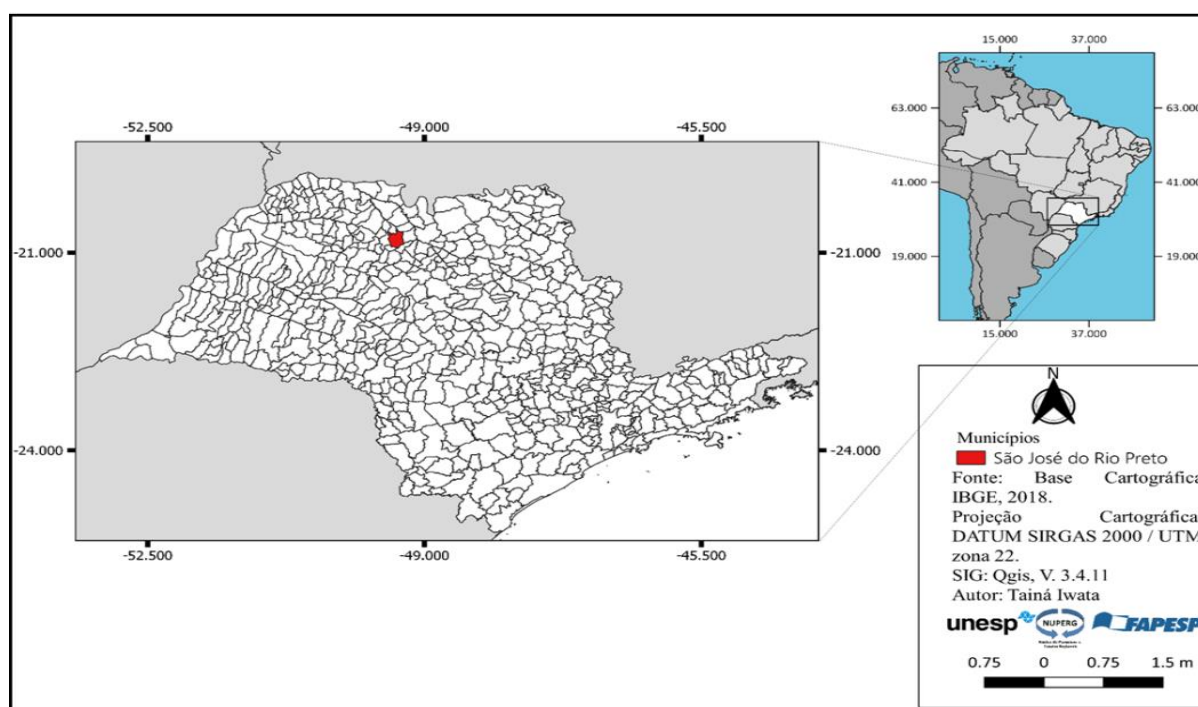 15.000 37.000
63.000 63.000
41.000 41.000
19.000 19.000
15.000 37.000
-52.500 -49.000 -45.500
-21.000 -21.000
-24.000 -24.000
-52.500 -49.000 -45.500
N
Municípios
São José do Rio Preto
Fonte: Base Cartográfica
IBGE, 2018.
Projeção Cartográfica
DATUM SIRGAS 2000 / UTM
zona 22.
SIG: Qgis, V. 3.4.11
Autor: Tainá Iwata
unesp NUPERG FAPESP
0.75 0 0.75 1.5 m